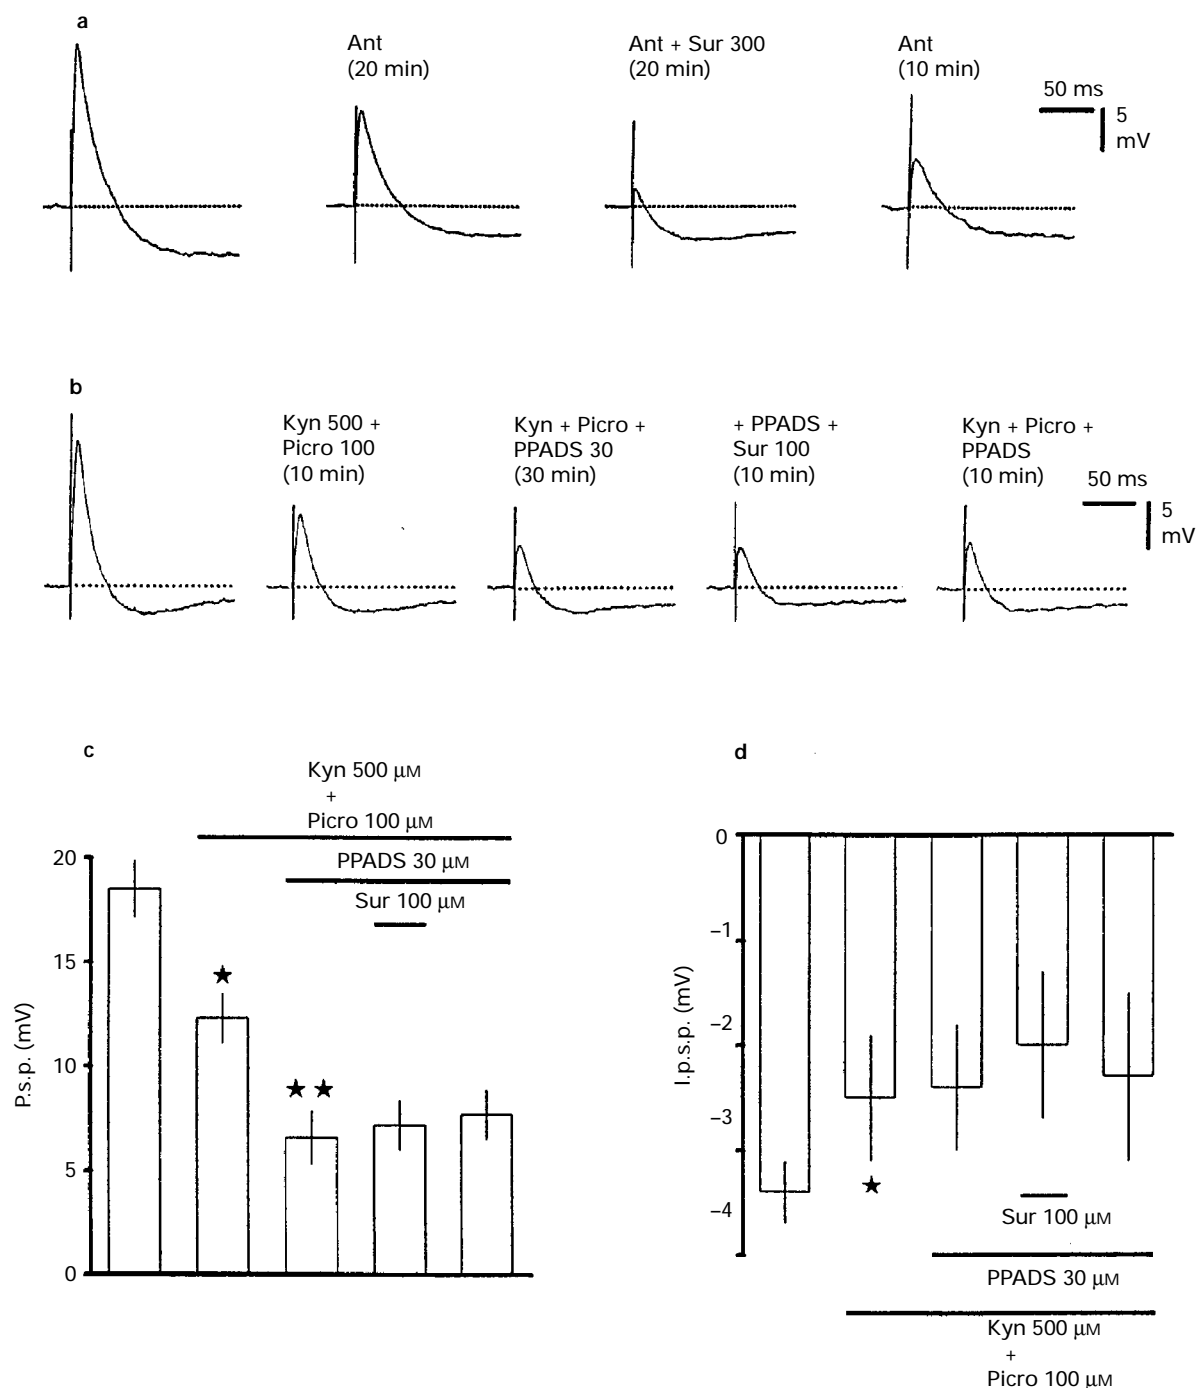 a
Ant
(20 min)
Ant + Sur 300
(20 min)
Ant
(10 min)
50 ms
5
mV
b
Kyn 500 +
Picro 100
(10 min)
Kyn + Picro +
PPADS 30
(30 min)
+ PPADS +
Sur 100
(10 min)
Kyn + Picro +
PPADS
(10 min)
50 ms
5
mV
c
Kyn 500 μM
+
Picro 100 μM
PPADS 30 μM
Sur 100 μM
20
15
10
5
0
P.s.p. (mV)
d
0
–1
–2
–3
–4
I.p.s.p. (mV)
Sur 100 μM
PPADS 30 μM
Kyn 500 μM
+
Picro 100 μM